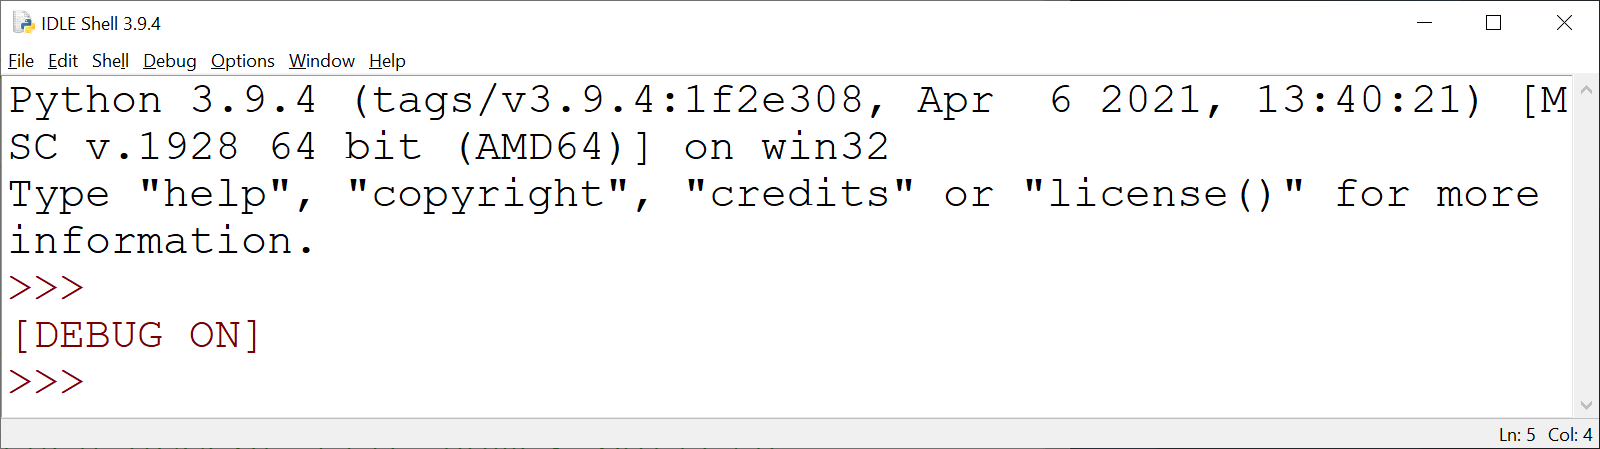 IDLE Shell 3.9.4
File Edit Shell Debug Options Window Help
Python 3.9.4 (tags/v3.9.4:1f2e308, Apr  6 2021, 13:40:21) [M
SC v.1928 64 bit (AMD64)] on win32
Type "help", "copyright", "credits" or "license()" for more
information.
>>>
[DEBUG ON]
>>>
Ln: 5 Col: 4